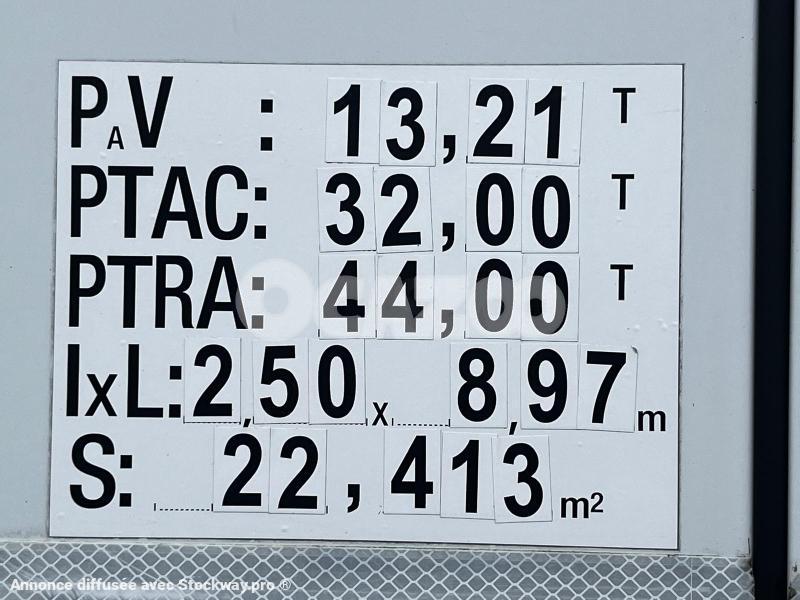 PAV : 13,21 T
PTAC: 32,00 T
PTRA: 44,00 T
lxL: 2,50 x 8,97 m
S: 22,413 m²
Annonce diffusée avec Stockway.pro ®